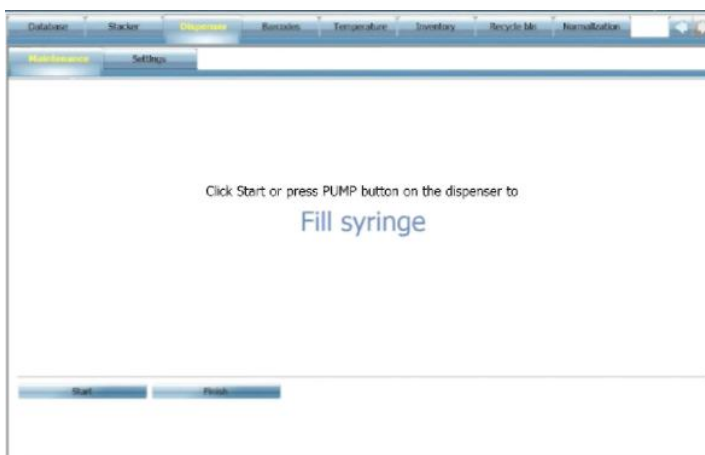 Database Stacker Dispenser Barcodes Temperature Inventory Recycle bin Normalization
Maintenance Settings
Click Start or press PUMP button on the dispenser to
Fill syringe
Start Finish